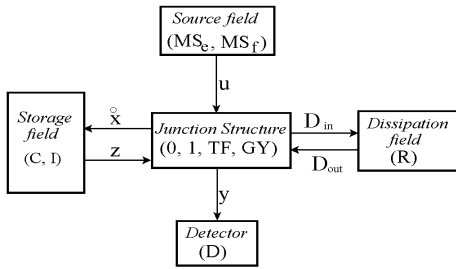 Source field
(MSe, MSf)
u
Storage
field
(C, I)
x̊
z
Junction Structure
(0, 1, TF, GY)
Din
Dout
Dissipation
field
(R)
y
Detector
(D)